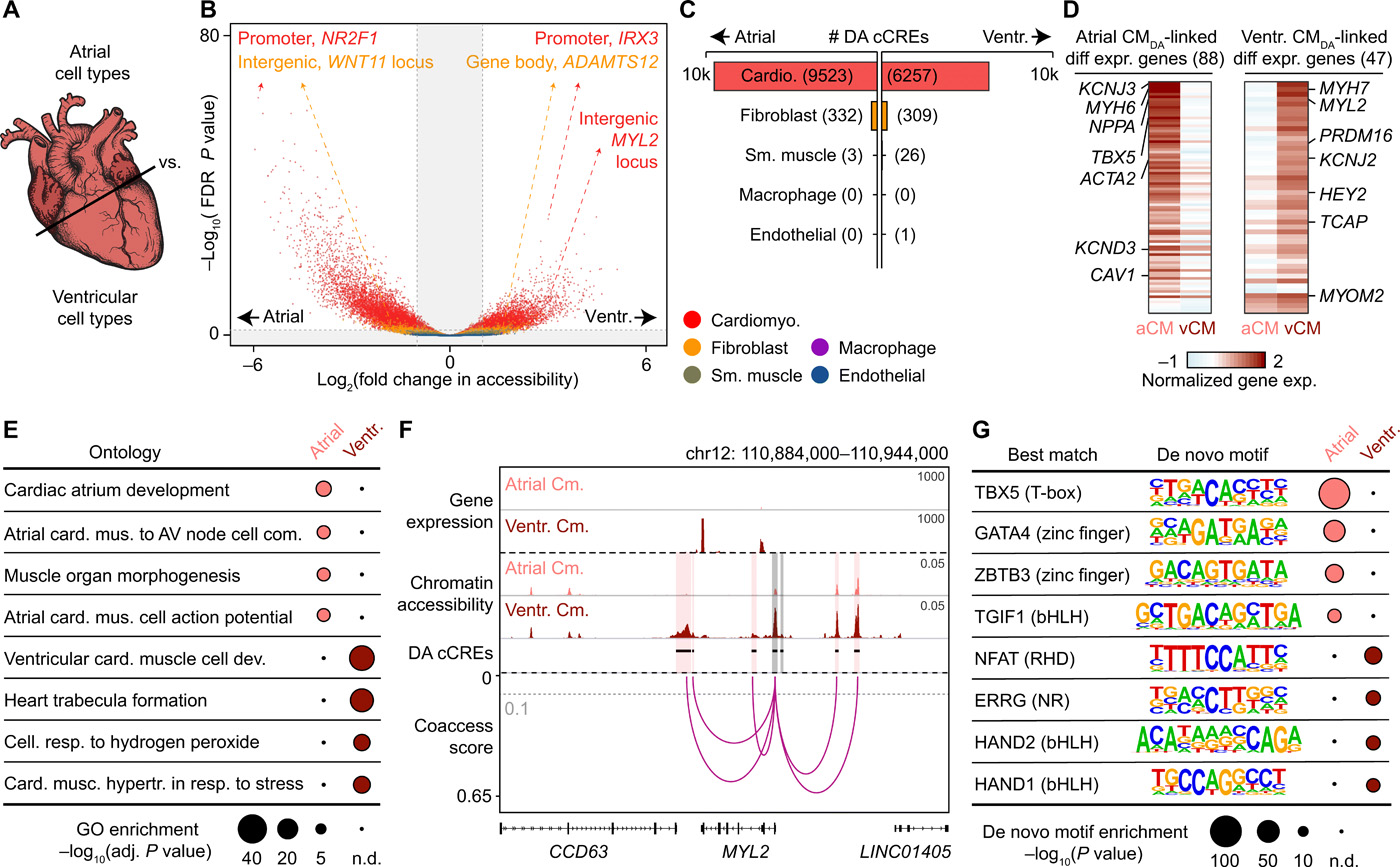 A
Atrial
cell types
vs.
Ventricular
cell types
B
80
Promoter, NR2F1
Promoter, IRX3
Intergenic, WNT11 locus
Gene body, ADAMTS12
Intergenic
MYL2
locus
–Log10( FDR P value)
Atrial
Ventr.
0
–6
0
6
Log2(fold change in accessibility)
C
Atrial
# DA cCREs
Ventr.
10k
Cardio. (9523)
(6257)
10k
Fibroblast (332)
(309)
Sm. muscle (3)
(26)
Macrophage (0)
(0)
Endothelial (0)
(1)
Cardiomyo.
Fibroblast
Macrophage
Sm. muscle
Endothelial
D
Atrial CMDA-linked
diff expr. genes (88)
Ventr. CMDA-linked
diff expr. genes (47)
KCNJ3
MYH6
NPPA
TBX5
ACTA2
KCND3
CAV1
MYH7
MYL2
PRDM16
KCNJ2
HEY2
TCAP
MYOM2
aCM vCM
aCM vCM
–1
2
Normalized gene exp.
E
Ontology
Atrial
Ventr.
Cardiac atrium development
Atrial card. mus. to AV node cell com.
Muscle organ morphogenesis
Atrial card. mus. cell action potential
Ventricular card. muscle cell dev.
Heart trabecula formation
Cell. resp. to hydrogen peroxide
Card. musc. hypertr. in resp. to stress
GO enrichment
–log10(adj. P value)
40
20
5
n.d.
F
chr12: 110,884,000–110,944,000
Gene
expression
Atrial Cm.
1000
Ventr. Cm.
1000
Chromatin
accessibility
Atrial Cm.
0.05
Ventr. Cm.
0.05
DA cCREs
0
0.1
Coaccess
score
0.65
CCD63
MYL2
LINC01405
G
Best match
De novo motif
Atrial
Ventr.
TBX5 (T-box)
GATA4 (zinc finger)
ZBTB3 (zinc finger)
TGIF1 (bHLH)
NFAT (RHD)
ERRG (NR)
HAND2 (bHLH)
HAND1 (bHLH)
De novo motif enrichment
–log10(P value)
100
50
10
n.d.